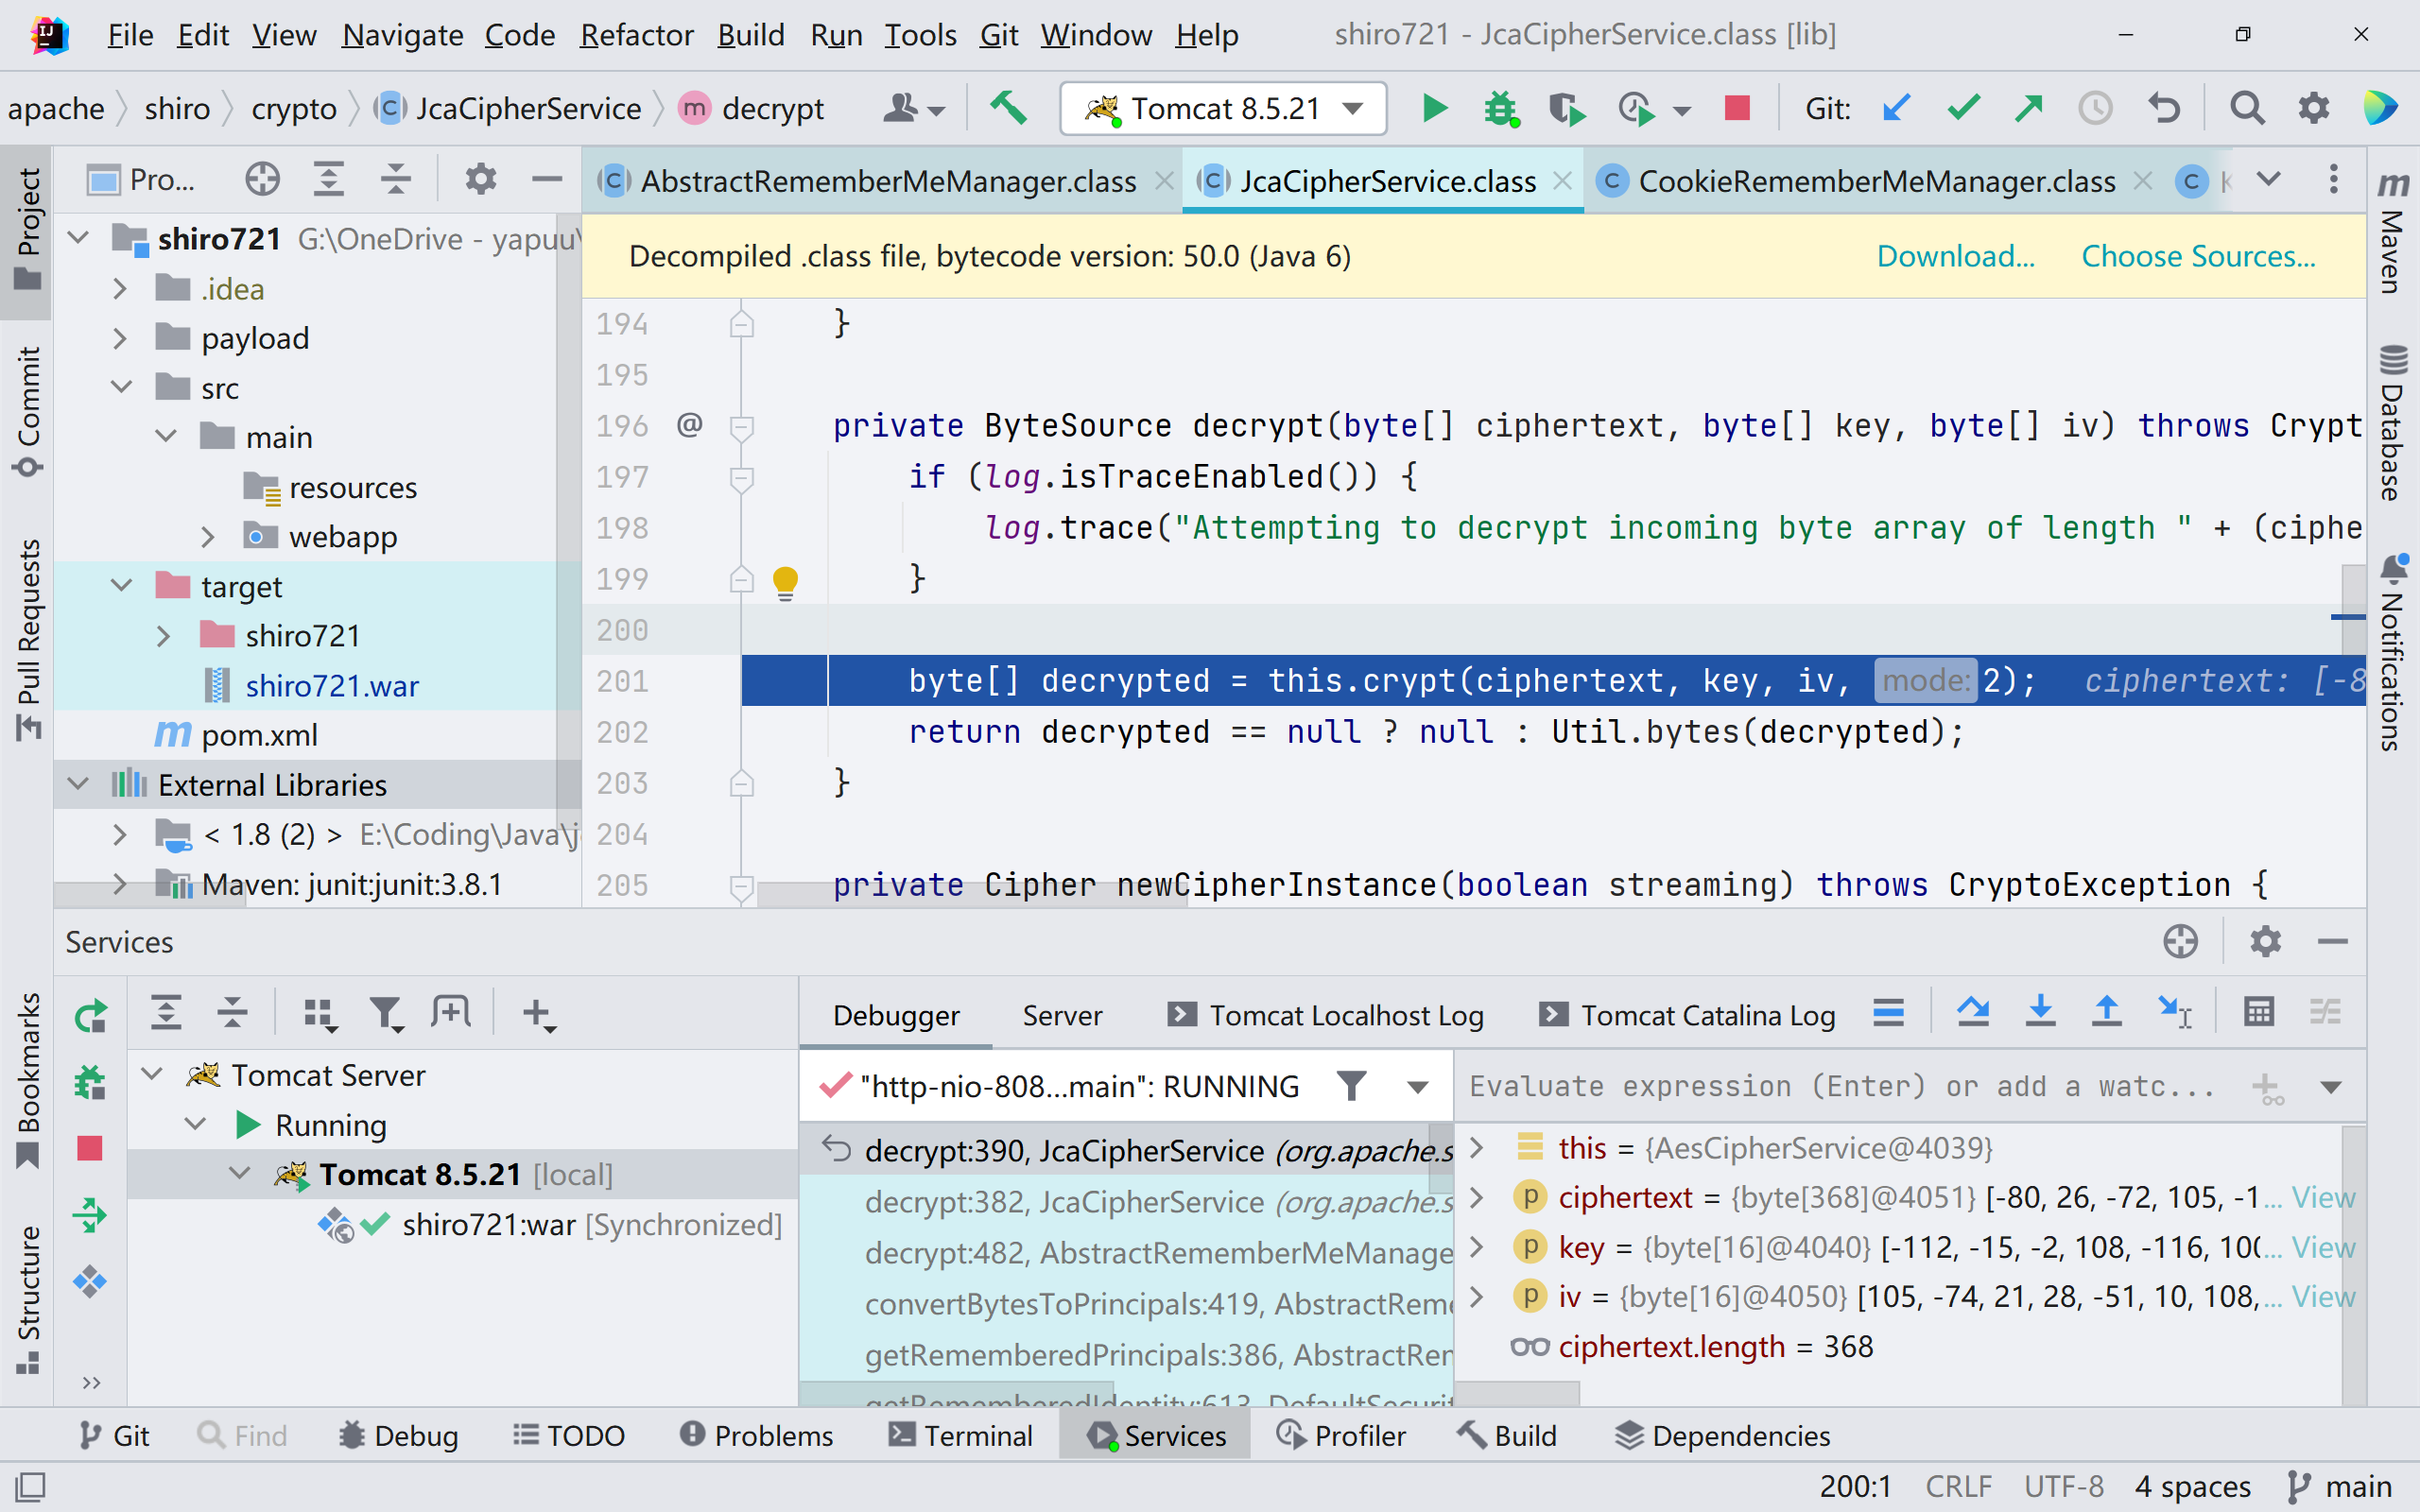 File Edit View Navigate Code Refactor Build Run Tools Git Window Help shiro721 - JcaCipherService.class [lib]
apache shiro crypto JcaCipherService decrypt Tomcat 8.5.21 Git:
Project
Commit
Pull Requests
Bookmarks
Structure
Pro...
shiro721 G:\OneDrive - yapuu\
.idea
payload
src
main
resources
webapp
target
shiro721
shiro721.war
pom.xml
External Libraries
< 1.8 (2) > E:\Coding\Java\j
Maven: junit:junit:3.8.1
AbstractRememberMeManager.class JcaCipherService.class CookieRememberMeManager.class
Decompiled .class file, bytecode version: 50.0 (Java 6) Download... Choose Sources...
194 }
195
196 @ private ByteSource decrypt(byte[] ciphertext, byte[] key, byte[] iv) throws Crypt
197 if (log.isTraceEnabled()) {
198 log.trace("Attempting to decrypt incoming byte array of length " + (ciphe
199 }
200
201 byte[] decrypted = this.crypt(ciphertext, key, iv, mode: 2); ciphertext: [-8
202 return decrypted == null ? null : Util.bytes(decrypted);
203 }
204
205 private Cipher newCipherInstance(boolean streaming) throws CryptoException {
Maven
Database
Notifications
Services
Tomcat Server
Running
Tomcat 8.5.21 [local]
shiro721:war [Synchronized]
Debugger Server Tomcat Localhost Log Tomcat Catalina Log
"http-nio-808...main": RUNNING
decrypt:390, JcaCipherService (org.apache.s
decrypt:382, JcaCipherService (org.apache.s
decrypt:482, AbstractRememberMeManage
convertBytesToPrincipals:419, AbstractReme
getRememberedPrincipals:386, AbstractRer
getRememberedIdentity:613, DefaultSecurit
Evaluate expression (Enter) or add a watc...
this = {AesCipherService@4039}
ciphertext = {byte[368]@4051} [-80, 26, -72, 105, -1... View
key = {byte[16]@4040} [-112, -15, -2, 108, -116, 100... View
iv = {byte[16]@4050} [105, -74, 21, 28, -51, 10, 108,... View
ciphertext.length = 368
Git Find Debug TODO Problems Terminal Services Profiler Build Dependencies
200:1 CRLF UTF-8 4 spaces main